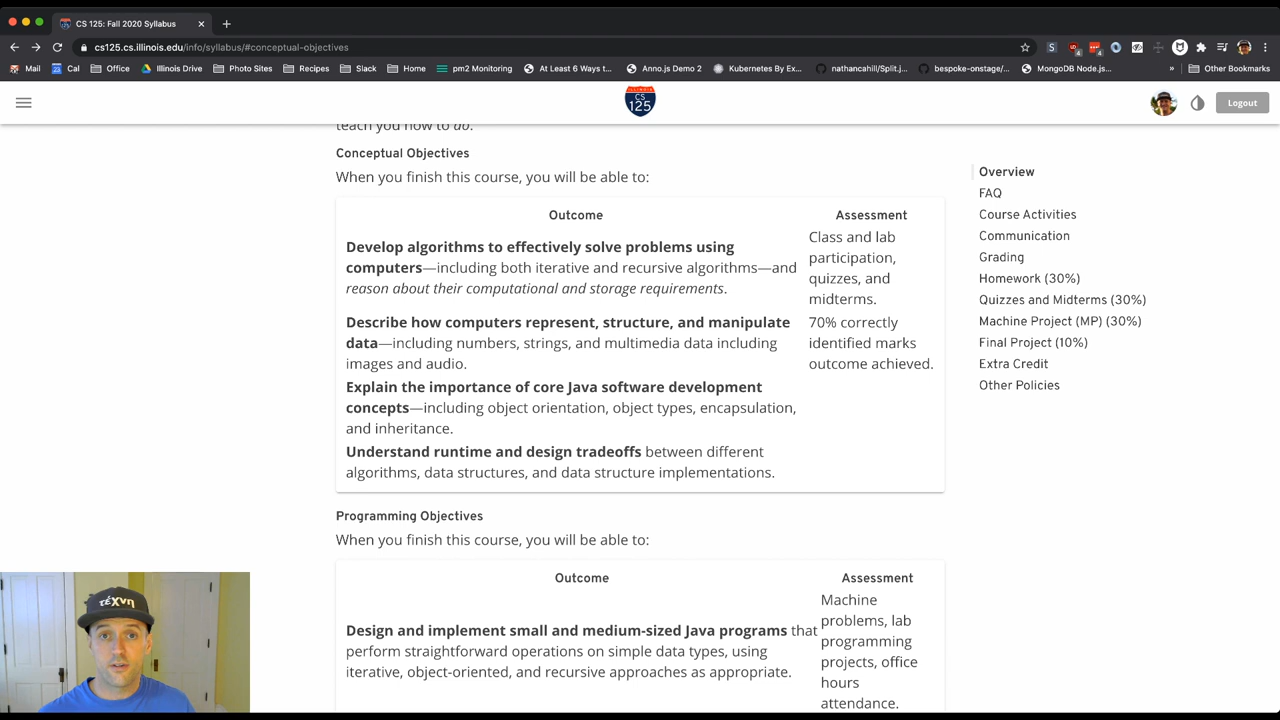 CS 125: Fall 2020 Syllabus
cs125.cs.illinois.edu/info/syllabus/#conceptual-objectives
Mail Cal Office Illinois Drive Photo Sites Recipes Slack Home pm2 Monitoring At Least 6 Ways t... Anno.js Demo 2 Kubernetes By Ex... nathancahill/Split.j... bespoke-onstage/... MongoDB Node.js... » Other Bookmarks
ILLINOIS
CS
125
Logout
teach you how to do.
Conceptual Objectives
When you finish this course, you will be able to:
Outcome
Assessment
Develop algorithms to effectively solve problems using
computers—including both iterative and recursive algorithms—and
reason about their computational and storage requirements.
Class and lab
participation,
quizzes, and
midterms.
Describe how computers represent, structure, and manipulate
data—including numbers, strings, and multimedia data including
images and audio.
70% correctly
identified marks
outcome achieved.
Explain the importance of core Java software development
concepts—including object orientation, object types, encapsulation,
and inheritance.
Understand runtime and design tradeoffs between different
algorithms, data structures, and data structure implementations.
Programming Objectives
When you finish this course, you will be able to:
Outcome
Assessment
Design and implement small and medium-sized Java programs that
perform straightforward operations on simple data types, using
iterative, object-oriented, and recursive approaches as appropriate.
Machine
problems, lab
programming
projects, office
hours
attendance.
Overview
FAQ
Course Activities
Communication
Grading
Homework (30%)
Quizzes and Midterms (30%)
Machine Project (MP) (30%)
Final Project (10%)
Extra Credit
Other Policies
τέχνη